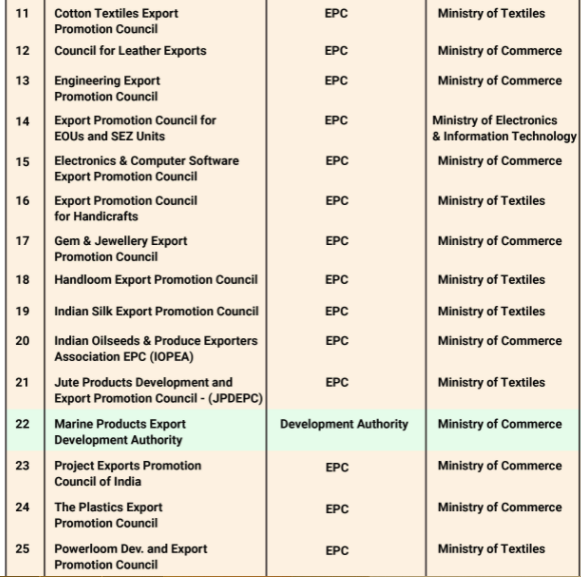 11 Cotton Textiles Export EPC Ministry of Textiles
Promotion Council
12 Council for Leather Exports EPC Ministry of Commerce
13 Engineering Export EPC Ministry of Commerce
Promotion Council
14 Export Promotion Council for EPC Ministry of Electronics
EOUs and SEZ Units & Information Technology
15 Electronics & Computer Software EPC Ministry of Commerce
Export Promotion Council
16 Export Promotion Council EPC Ministry of Textiles
for Handicrafts
17 Gem & Jewellery Export EPC Ministry of Commerce
Promotion Council
18 Handloom Export Promotion Council EPC Ministry of Textiles
19 Indian Silk Export Promotion Council EPC Ministry of Textiles
20 Indian Oilseeds & Produce Exporters EPC Ministry of Commerce
Association EPC (IOPEA)
21 Jute Products Development and EPC Ministry of Textiles
Export Promotion Council - (JPDEPC)
22 Marine Products Export Development Authority Ministry of Commerce
Development Authority
23 Project Exports Promotion EPC Ministry of Commerce
Council of India
24 The Plastics Export EPC Ministry of Commerce
Promotion Council
25 Powerloom Dev. and Export EPC Ministry of Textiles
Promotion Council